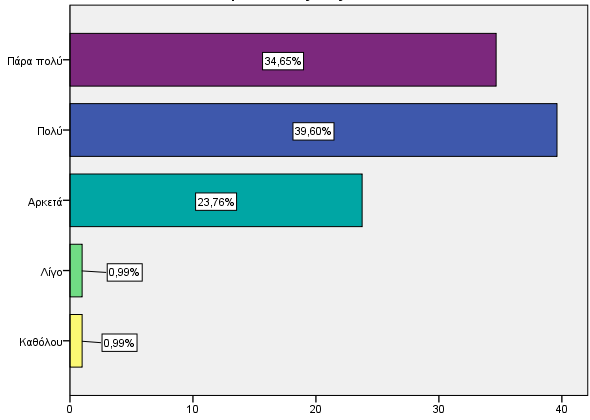 Πάρα πολύ
34,65%
Πολύ
39,60%
Αρκετά
23,76%
Λίγο
0,99%
Καθόλου
0,99%
0 10 20 30 40